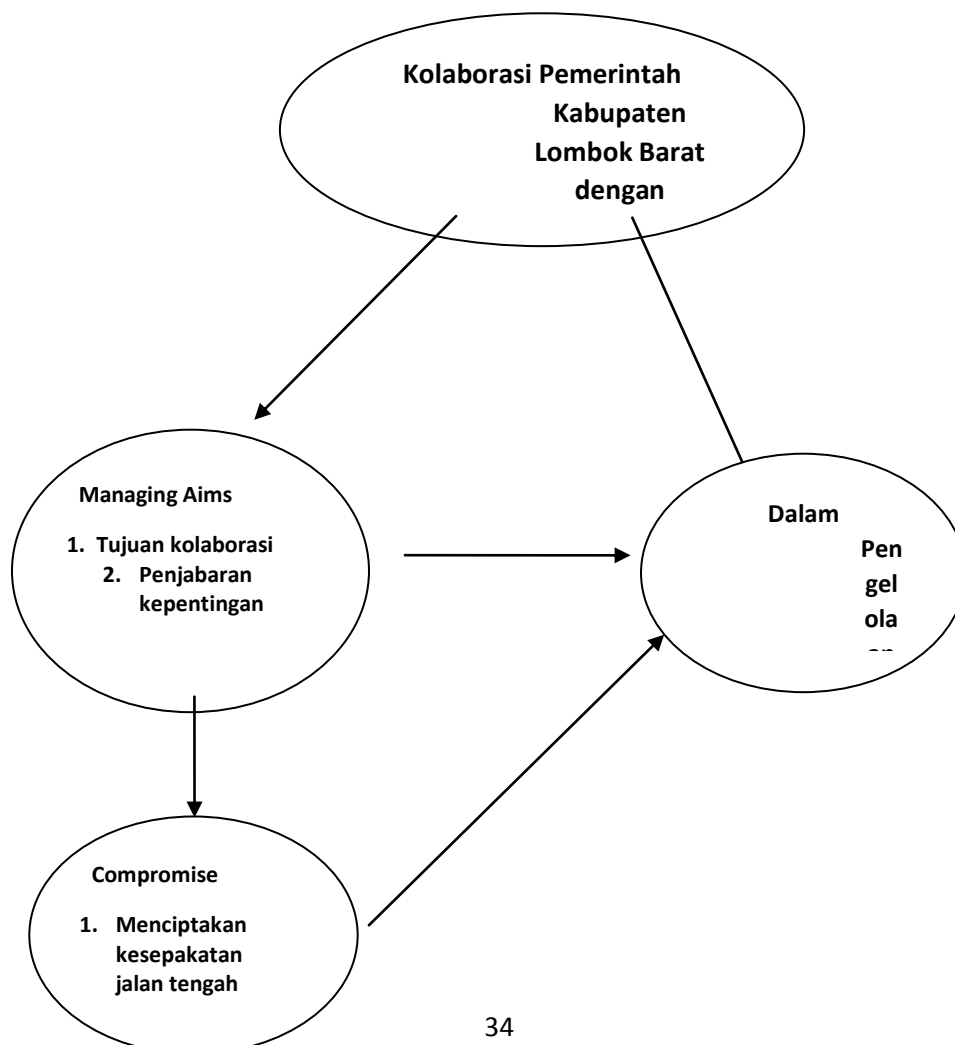 Kolaborasi Pemerintah
Kabupaten
Lombok Barat
dengan
Managing Aims
1. Tujuan kolaborasi
2. Penjabaran
kepentingan
Dalam
Pen
gel
ola
Compromise
1. Menciptakan
kesepakatan
jalan tengah
34